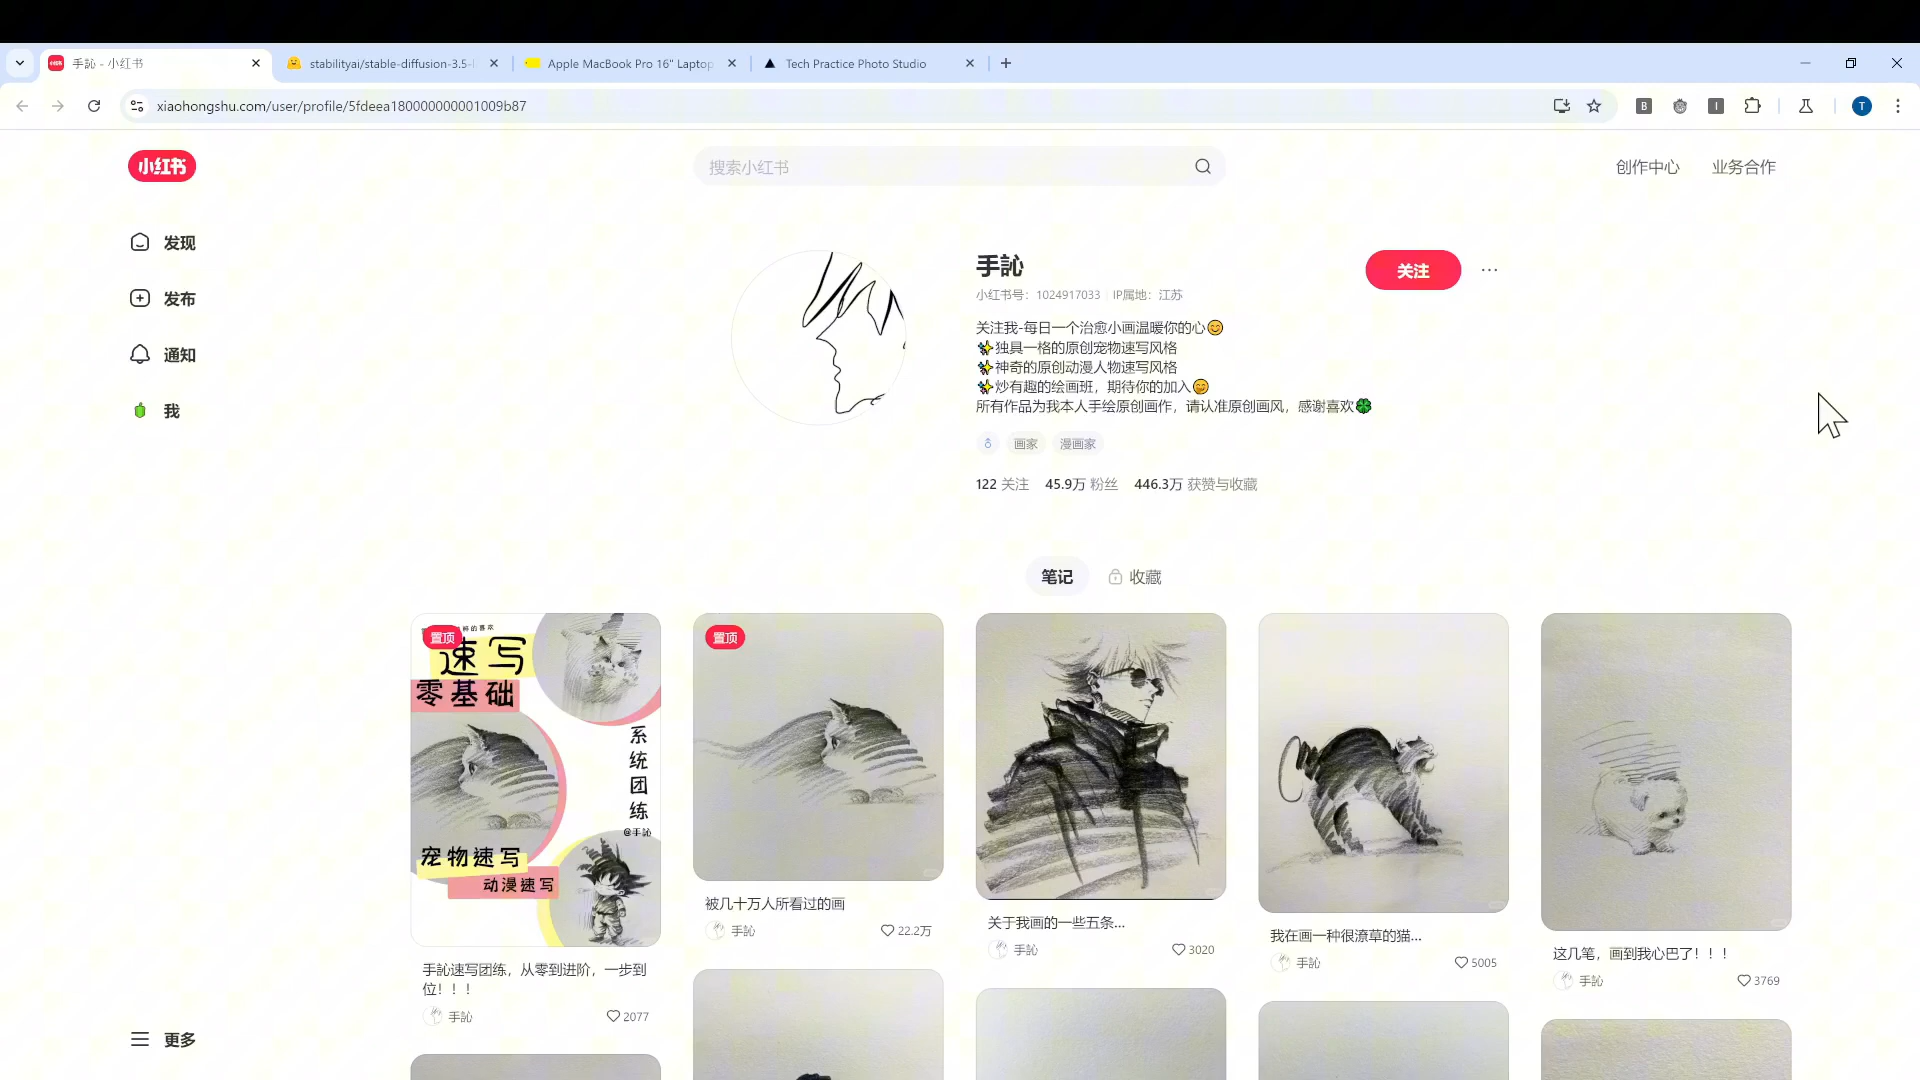 手訫 - 小红书
stabilityai/stable-diffusion-3.5-
Apple MacBook Pro 16" Laptop
Tech Practice Photo Studio
xiaohongshu.com/user/profile/5fdeea180000000001009b87
B
I
T
小红书
搜索小红书
创作中心
业务合作
发现
发布
通知
我
更多
手訫
关注
小红书号：1024917033
IP属地：江苏
关注我-每日一个治愈小画温暖你的心😊
✨独具一格的原创宠物速写风格
✨神奇的原创动漫人物速写风格
✨炒有趣的绘画班，期待你的加入😋
所有作品为我本人手绘原创画作，请认准原创画风，感谢喜欢🍀
画家
漫画家
122 关注 45.9万 粉丝 446.3万 获赞与收藏
笔记
收藏
置顶
速写
零基础
系统团练
@手訫
宠物速写
动漫速写
手訫速写团练，从零到进阶，一步到
位！！！
手訫
2077
置顶
被几十万人所看过的画
手訫
22.2万
关于我画的一些五条...
手訫
3020
我在画一种很潦草的猫...
手訫
5005
这几笔，画到我心巴了！！！
手訫
3769